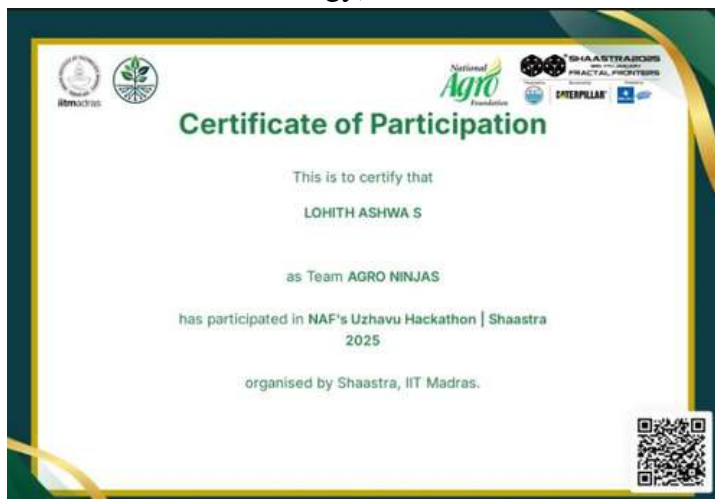 iitmadras
National
Agro
Foundation
SHAASTRA2025
FRACTAL FRONTIERS
CATERPILLAR
Certificate of Participation
This is to certify that
LOHITH ASHWA S
as Team AGRO NINJAS
has participated in NAF's Uzhavu Hackathon | Shaastra
2025
organised by Shaastra, IIT Madras.